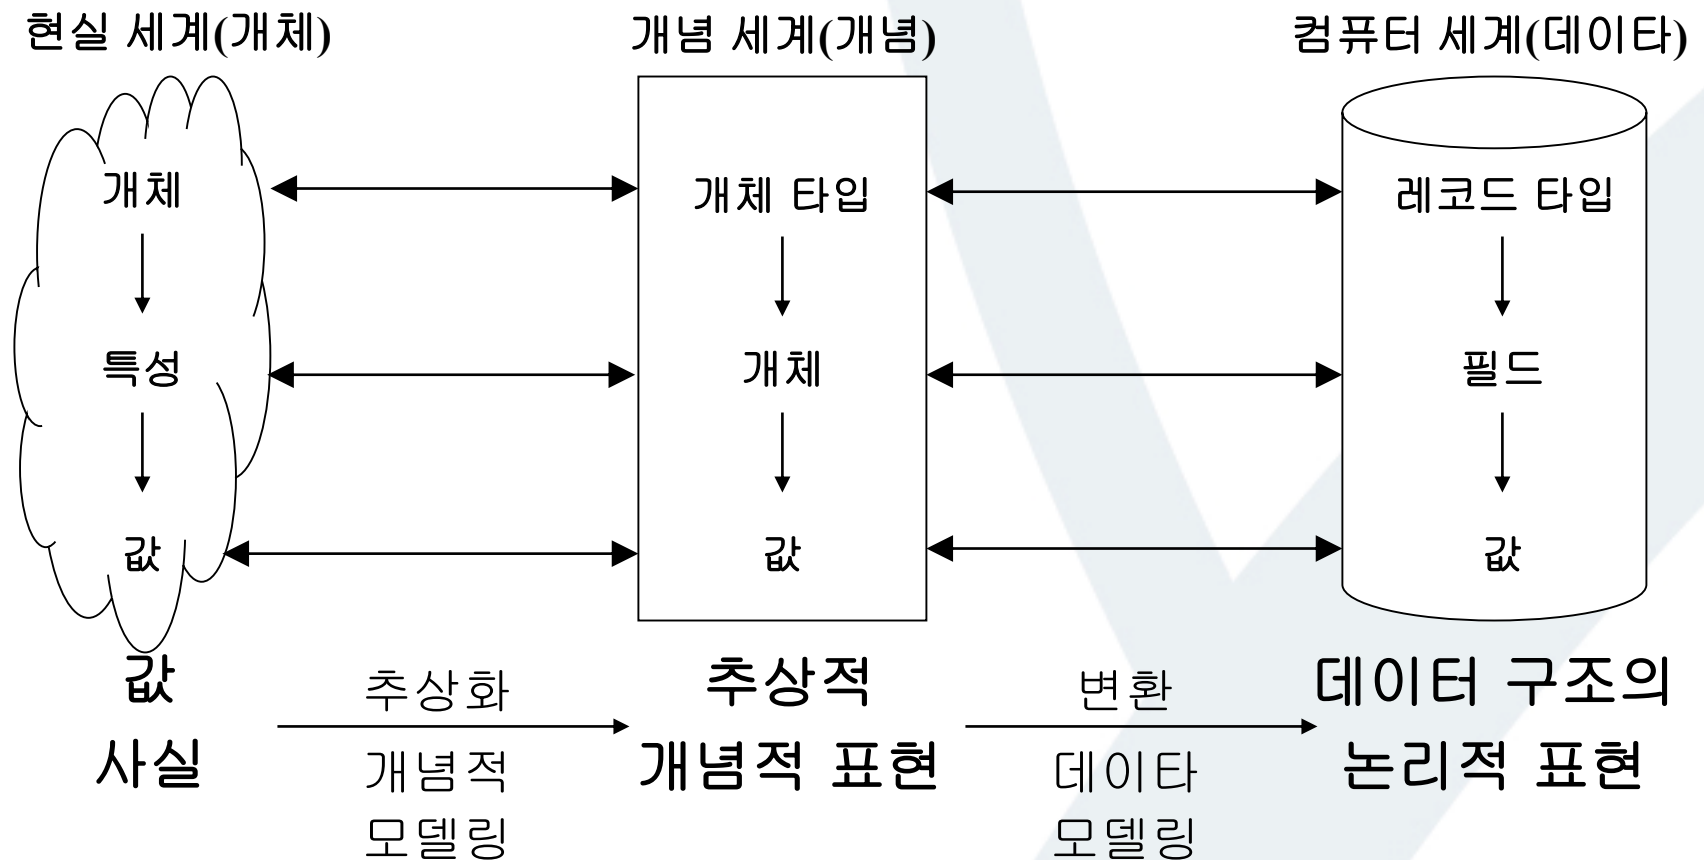 현실 세계(개체)
개념 세계(개념)
컴퓨터 세계(데이타)
개체
개체 타입
레코드 타입
특성
개체
필드
값
값
값
값
사실
추상화
개념적
모델링
추상적
개념적 표현
변환
데이타
모델링
데이터 구조의
논리적 표현